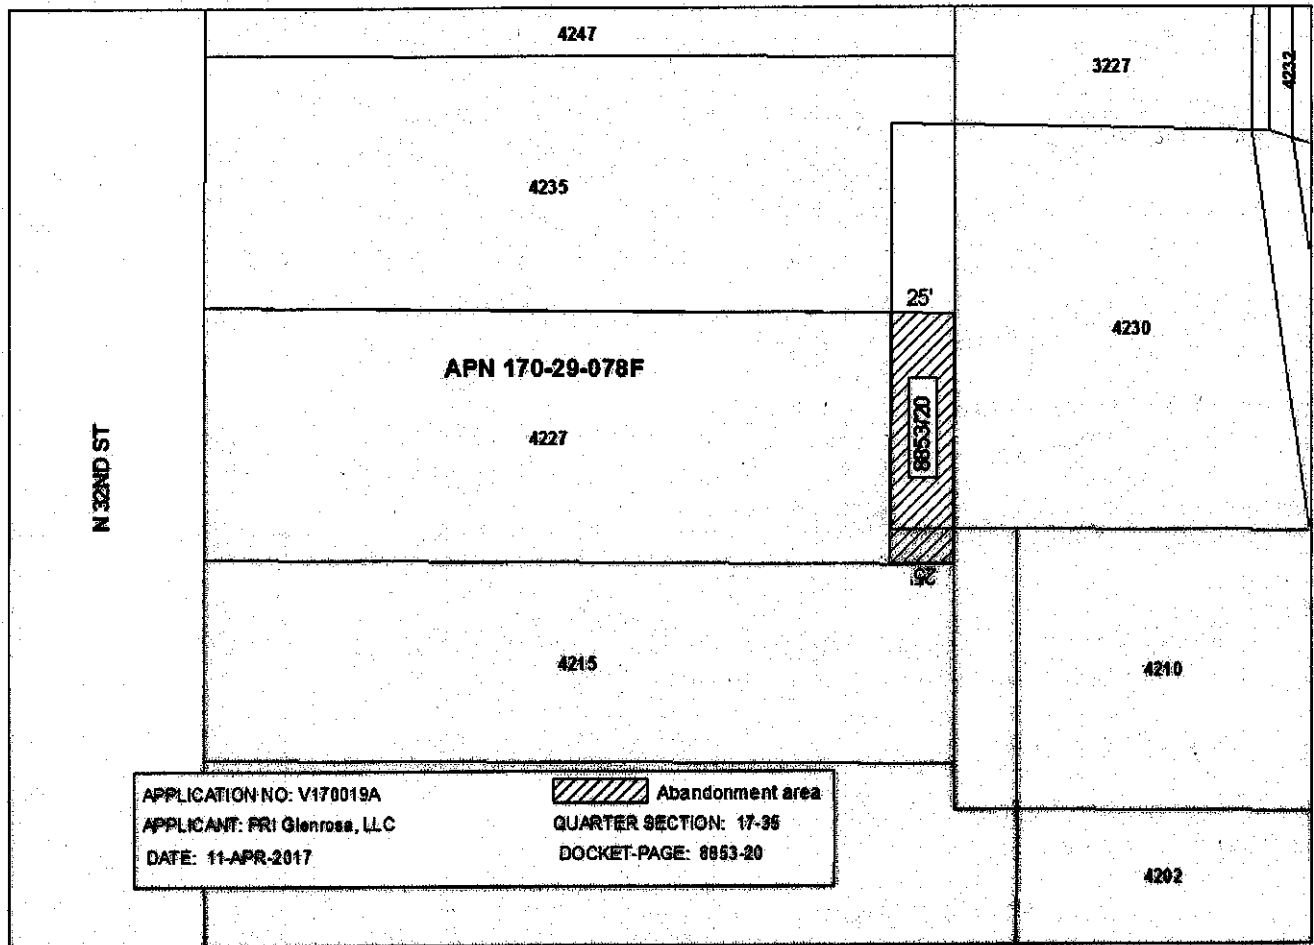 4247
3227
4232
4235
25'
4230
APN 170-29-078F
4227
8853/20
N 32ND ST
25'
4215
4210
APPLICATION NO: V170019A
APPLICANT: PRI Glenrosa, LLC
DATE: 11-APR-2017
Abandonment area
QUARTER SECTION: 17-35
DOCKET-PAGE: 8853-20
4202